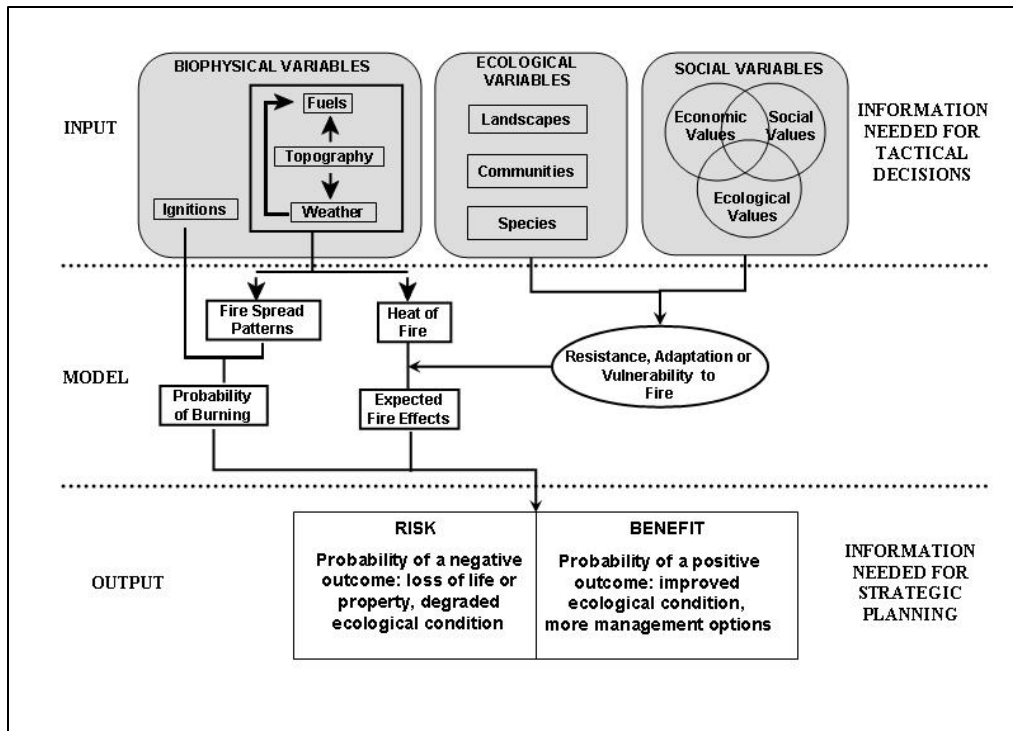 BIOPHYSICAL VARIABLES
Fuels
Topography
Weather
Ignitions
ECOLOGICAL
VARIABLES
Landscapes
Communities
Species
SOCIAL VARIABLES
Economic
Values
Social
Values
Ecological
Values
INPUT
INFORMATION
NEEDED FOR
TACTICAL
DECISIONS
MODEL
Fire Spread
Patterns
Heat of
Fire
Resistance, Adaptation or
Vulnerability to
Fire
Probability
of Burning
Expected
Fire Effects
OUTPUT
RISK
Probability of a negative
outcome: loss of life or
property, degraded
ecological condition
BENEFIT
Probability of a positive
outcome: improved
ecological condition,
more management options
INFORMATION
NEEDED FOR
STRATEGIC
PLANNING